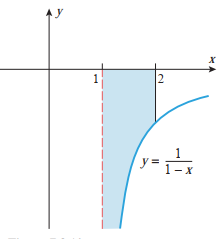 y
x
1
2
y = 1/(1 − x)